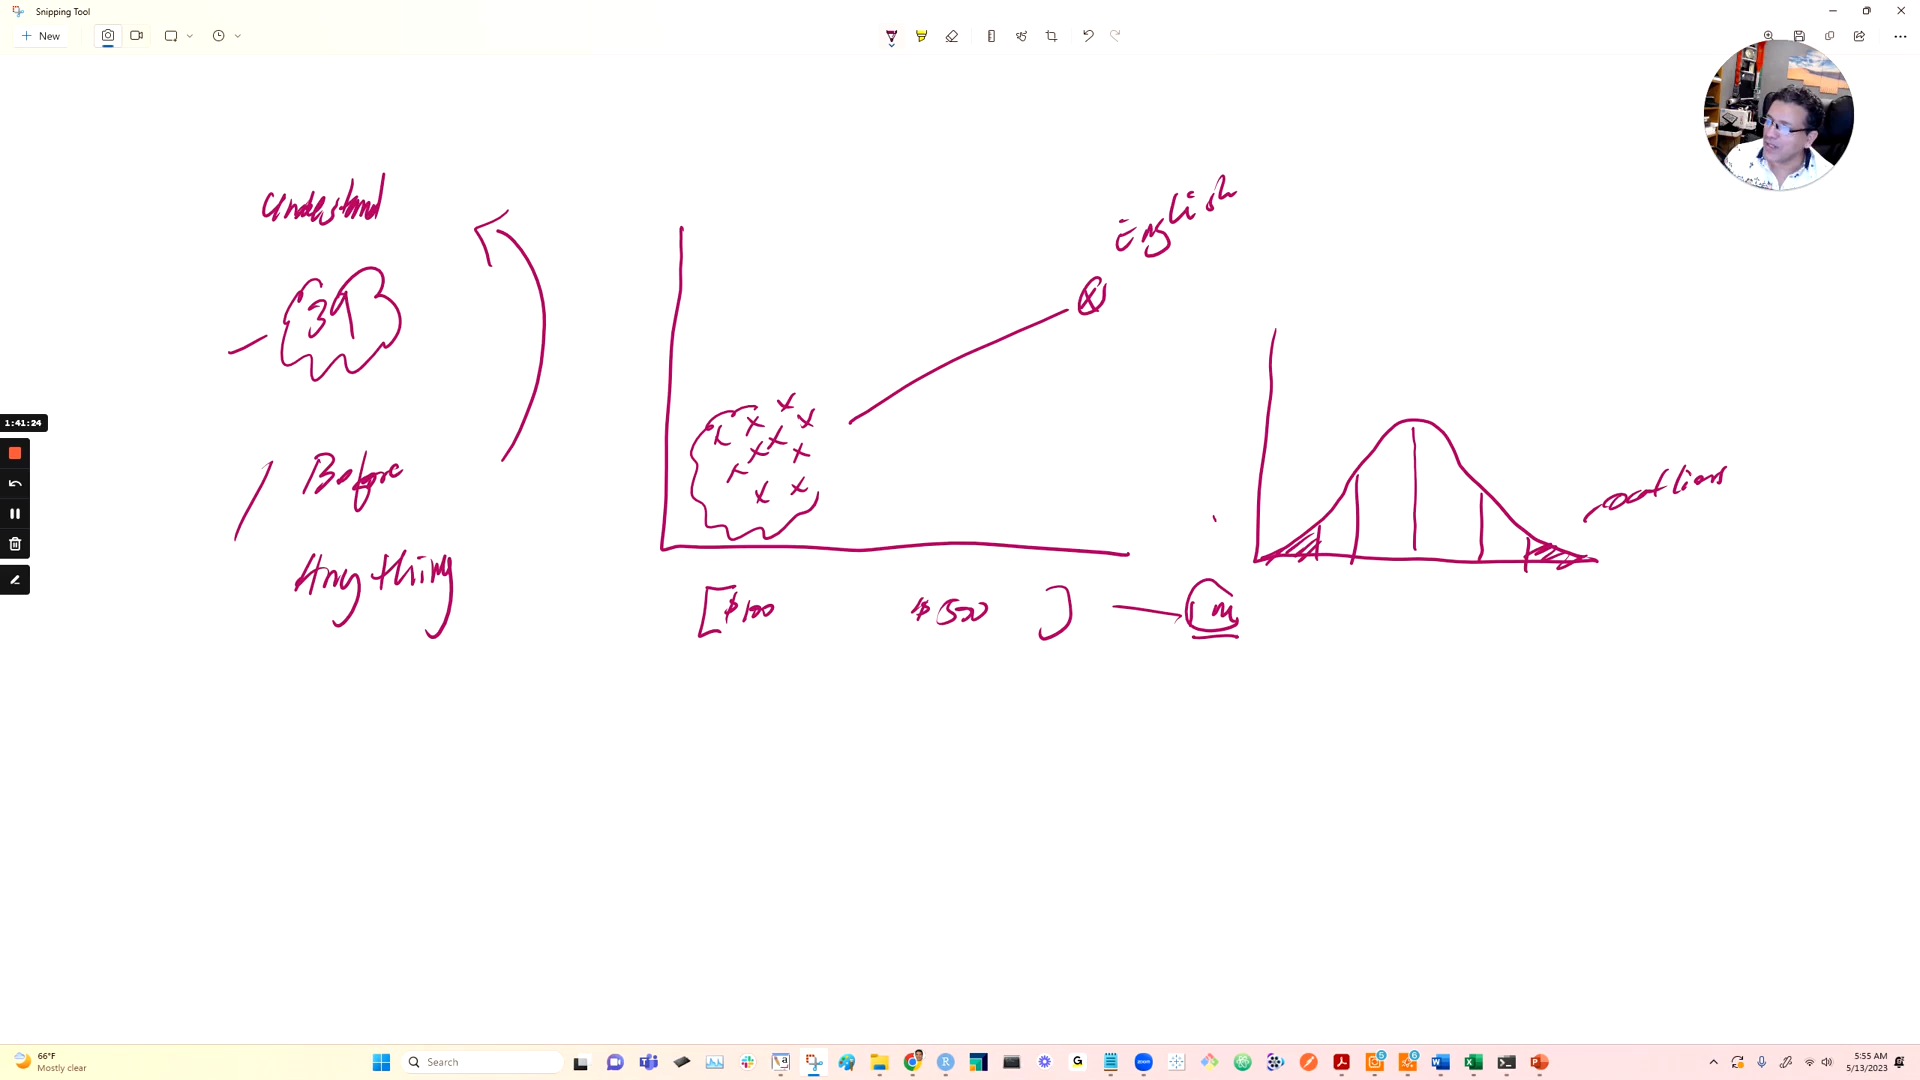 Snipping Tool
New
English
understand
39
1:41:24
Before
outliers
Anything
[$100 $500 ] 1m
66°F
Mostly clear
Search
5:55 AM
5/13/2023